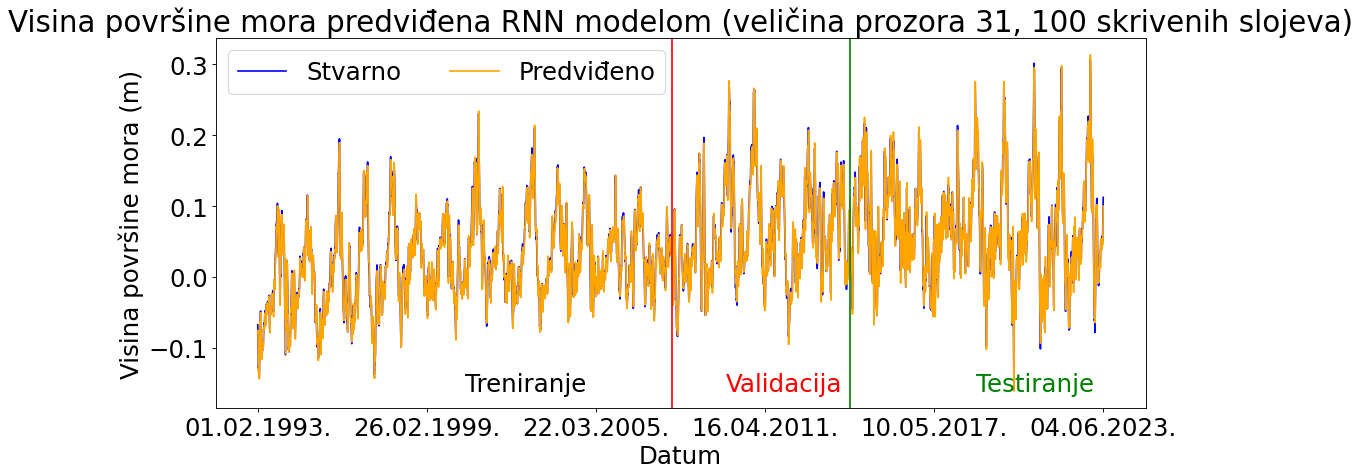 Visina površine mora predviđena RNN modelom (veličina prozora 31, 100 skrivenih slojeva)
Stvarno Predviđeno
Visina površine mora (m)
0.3
0.2
0.1
0.0
−0.1
Treniranje Validacija Testiranje
01.02.1993. 26.02.1999. 22.03.2005. 16.04.2011. 10.05.2017. 04.06.2023.
Datum